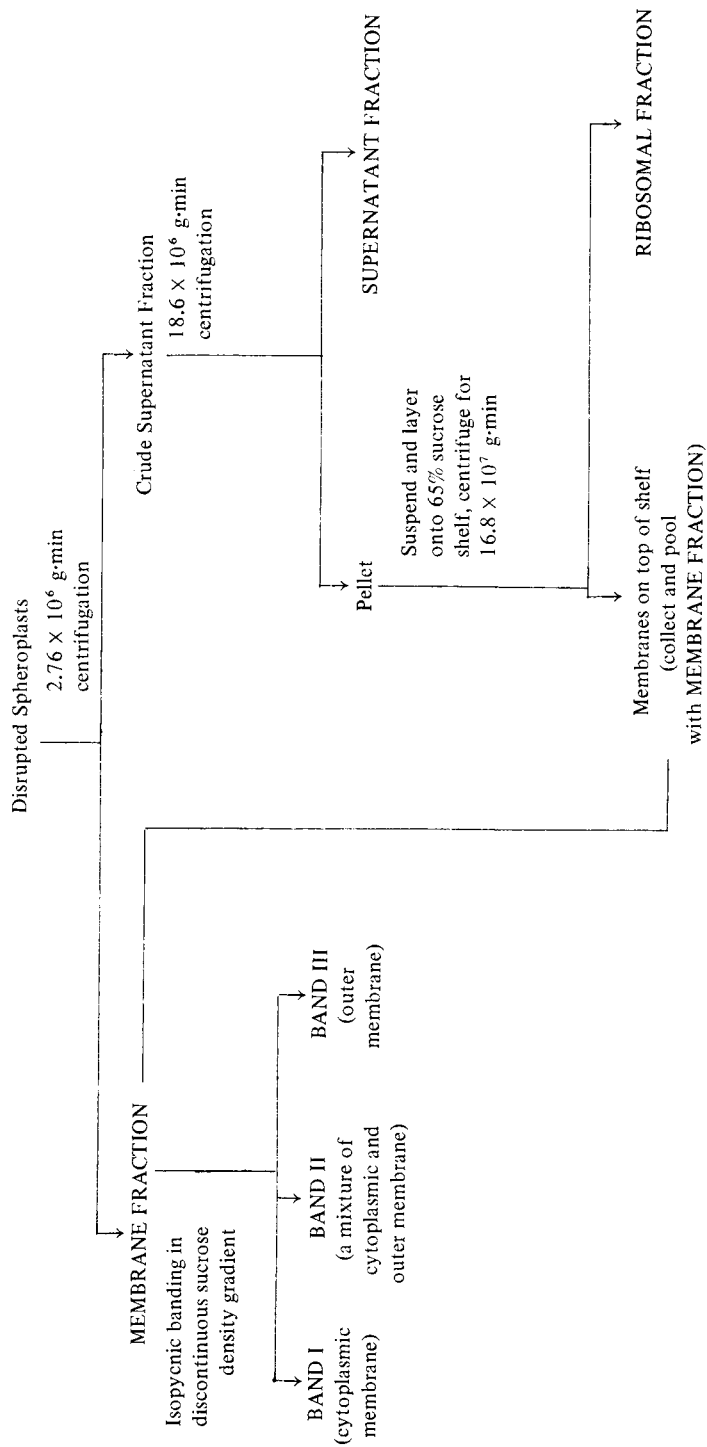 Disrupted Spheroplasts
2.76 × 10⁶ g·min
centrifugation
MEMBRANE FRACTION
Isopycnic banding in
discontinuous sucrose
density gradient
BAND I
(cytoplasmic
membrane)
BAND II
(a mixture of
cytoplasmic and
outer membrane)
BAND III
(outer
membrane)
Crude Supernatant Fraction
18.6 × 10⁶ g·min
centrifugation
Pellet
SUPERNATANT FRACTION
Suspend and layer
onto 65% sucrose
shelf, centrifuge for
16.8 × 10⁷ g·min
Membranes on top of shelf
(collect and pool
with MEMBRANE FRACTION)
RIBOSOMAL FRACTION